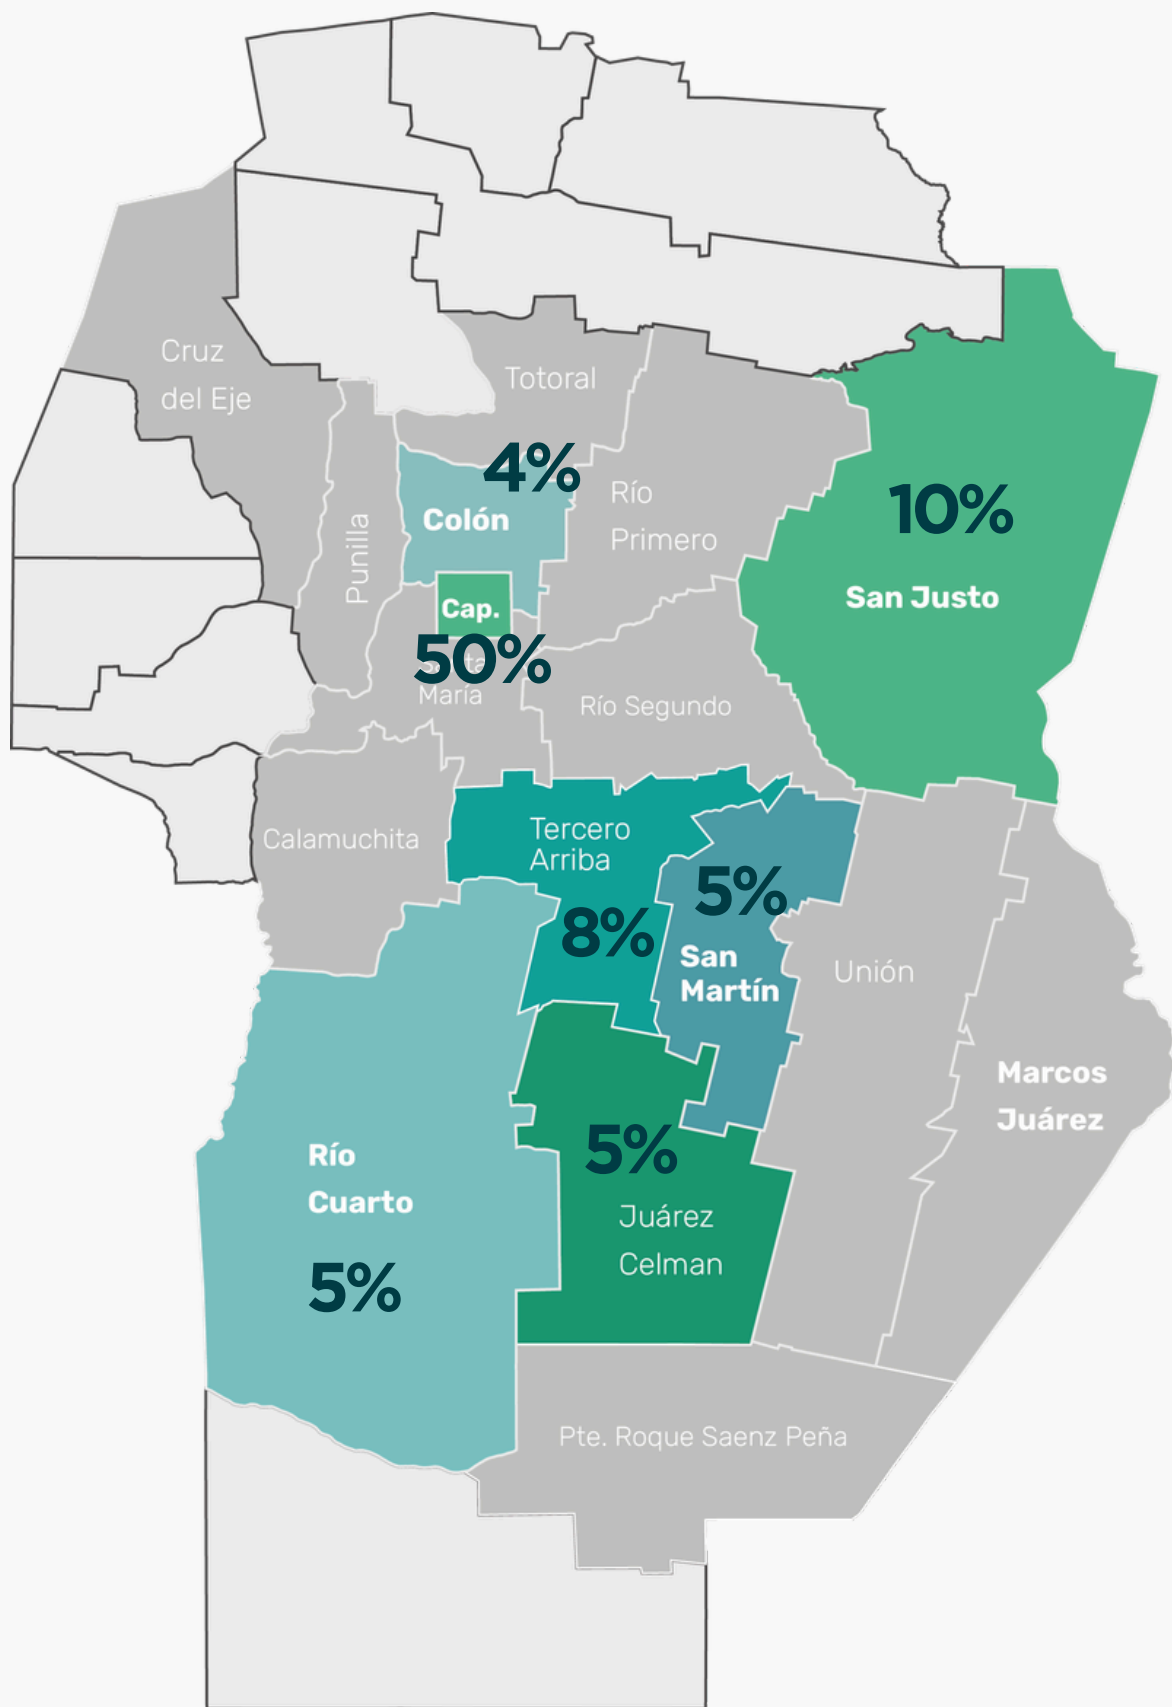 Cruz
del Eje
Totoral
4%
Punilla
Colón
Río
Primero
10%
San Justo
Cap.
50%
María
Río Segundo
Calamuchita
Tercero
Arriba
8%
5%
San
Martín
Unión
Marcos
Juárez
Río
Cuarto
5%
5%
Juárez
Celman
Pte. Roque Saenz Peña